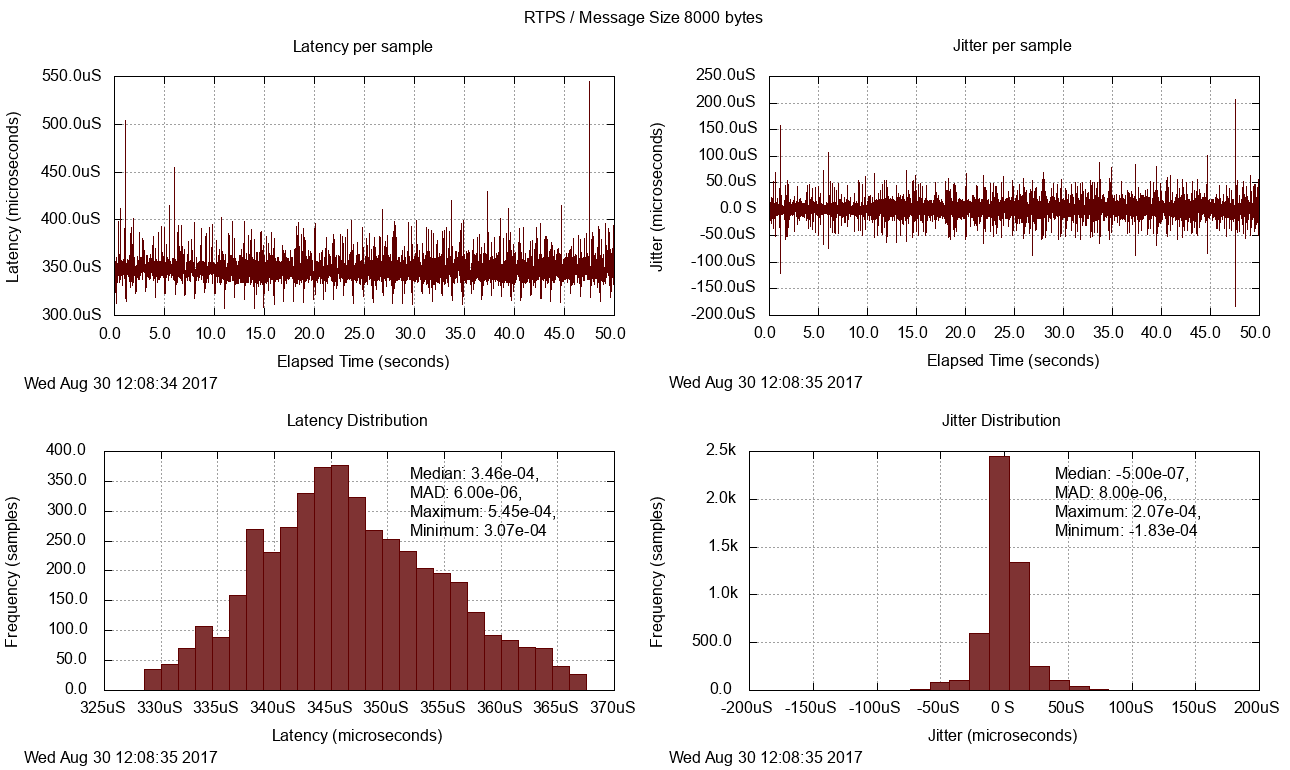 RTPS / Message Size 8000 bytes
Latency per sample
550.0uS
500.0uS
450.0uS
400.0uS
350.0uS
300.0uS
Latency (microseconds)
0.0 5.0 10.0 15.0 20.0 25.0 30.0 35.0 40.0 45.0 50.0
Elapsed Time (seconds)
Wed Aug 30 12:08:34 2017
Jitter per sample
250.0uS
200.0uS
150.0uS
100.0uS
50.0uS
0.0 S
-50.0uS
-100.0uS
-150.0uS
-200.0uS
Jitter (microseconds)
0.0 5.0 10.0 15.0 20.0 25.0 30.0 35.0 40.0 45.0 50.0
Elapsed Time (seconds)
Wed Aug 30 12:08:35 2017
Latency Distribution
400.0
350.0
300.0
250.0
200.0
150.0
100.0
50.0
0.0
Frequency (samples)
Median: 3.46e-04,
MAD: 6.00e-06,
Maximum: 5.45e-04,
Minimum: 3.07e-04
325uS 330uS 335uS 340uS 345uS 350uS 355uS 360uS 365uS 370uS
Latency (microseconds)
Wed Aug 30 12:08:35 2017
Jitter Distribution
2.5k
2.0k
1.5k
1.0k
500.0
0.0
Frequency (samples)
Median: -5.00e-07,
MAD: 8.00e-06,
Maximum: 2.07e-04,
Minimum: -1.83e-04
-200uS -150uS -100uS -50uS 0 S 50uS 100uS 150uS 200uS
Jitter (microseconds)
Wed Aug 30 12:08:35 2017